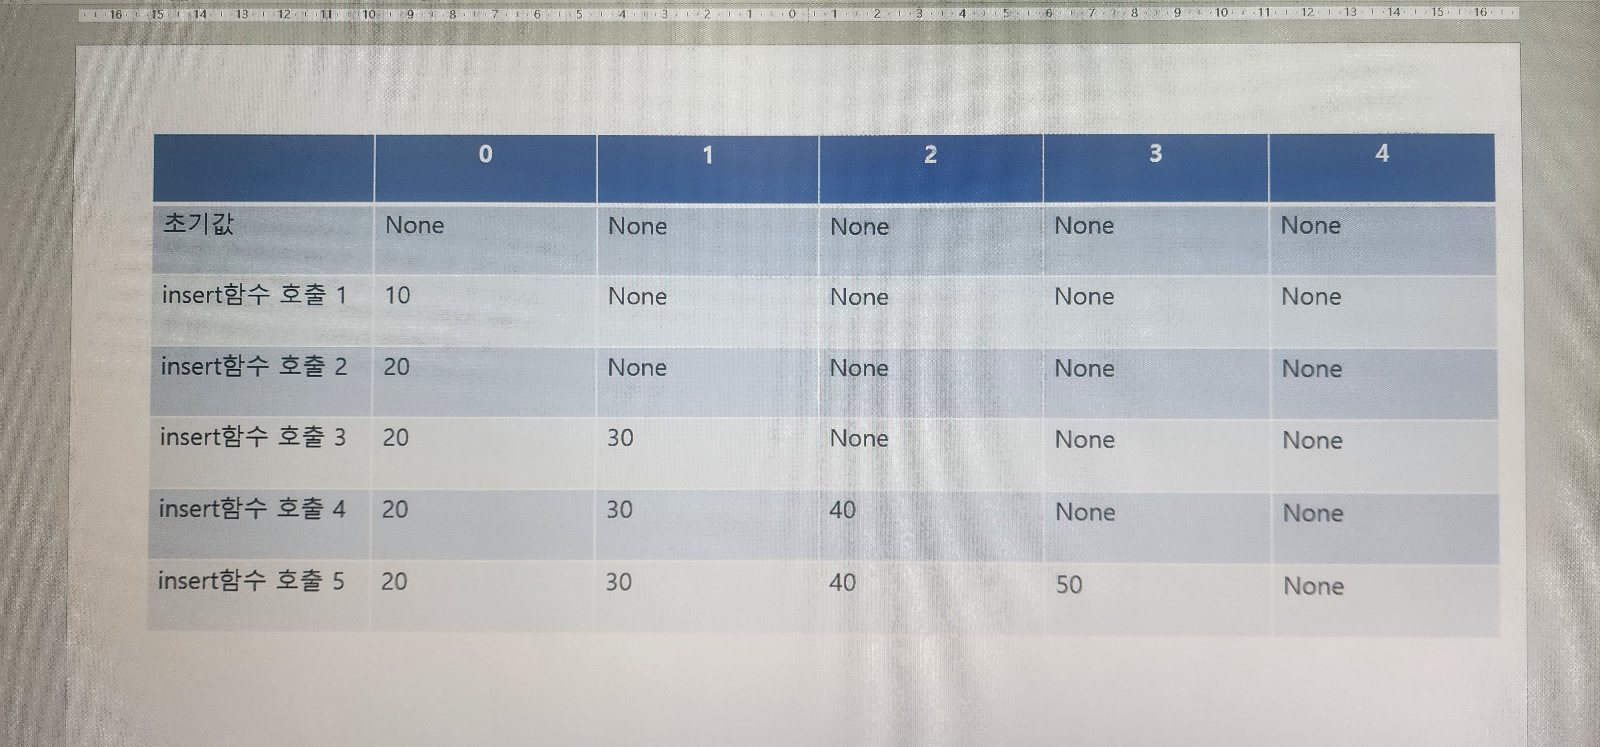 16 15 14 13 12 11 10 9 8 7 6 5 4 3 2 1 0 1 2 3 4 5 6 7 8 9 10 11 12 13 14 15 16
0 1 2 3 4
초기값 None None None None None
insert함수 호출 1 10 None None None None
insert함수 호출 2 20 None None None None
insert함수 호출 3 20 30 None None None
insert함수 호출 4 20 30 40 None None
insert함수 호출 5 20 30 40 50 None